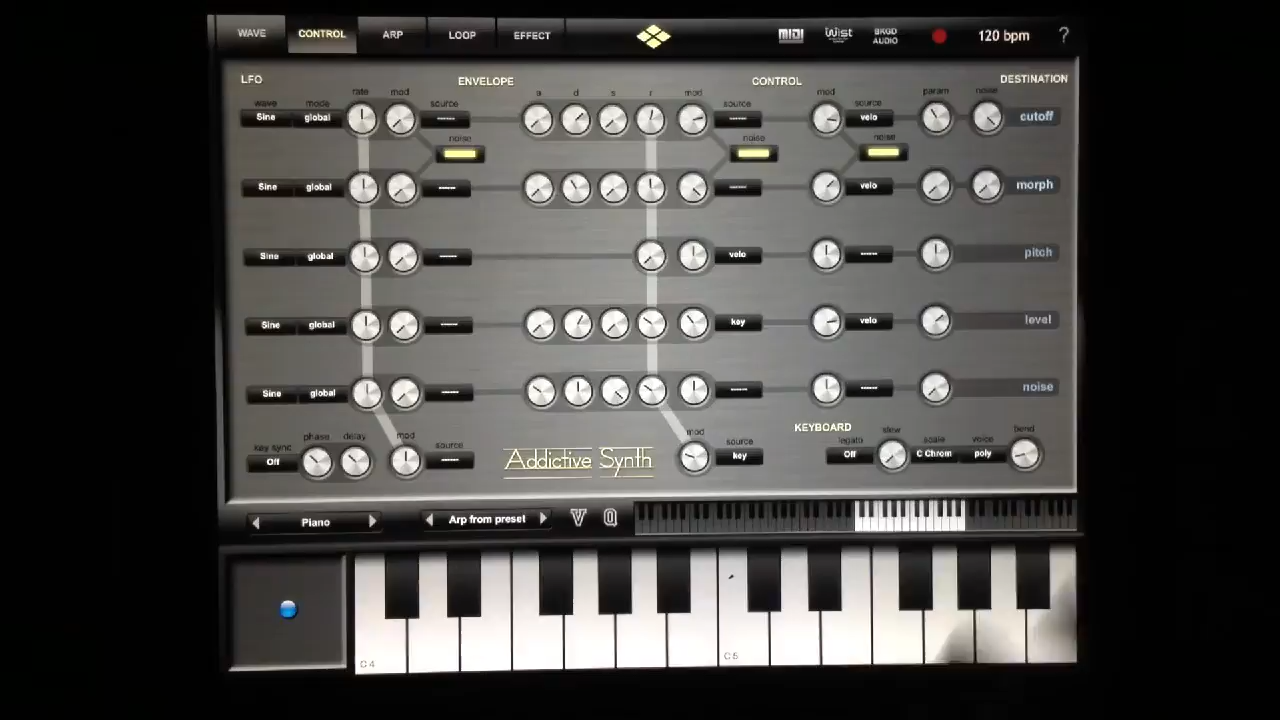 WAVE CONTROL ARP LOOP EFFECT MIDI WIST BKGD AUDIO 120 bpm ?
LFO ENVELOPE CONTROL DESTINATION
rate mod a d s r mod mod param noise
wave mode source source source
Sine global ----- ----- velo cutoff
noise noise noise
Sine global ----- ----- velo morph
Sine global ----- velo ----- pitch
Sine global ----- key velo level
Sine global ----- ----- ----- noise
KEYBOARD
key sync phase delay mod source mod source legato slew scale voice bend
Off ----- Addictive Synth key Off C Chrom poly
Piano Arp from preset V Q
C4 C5